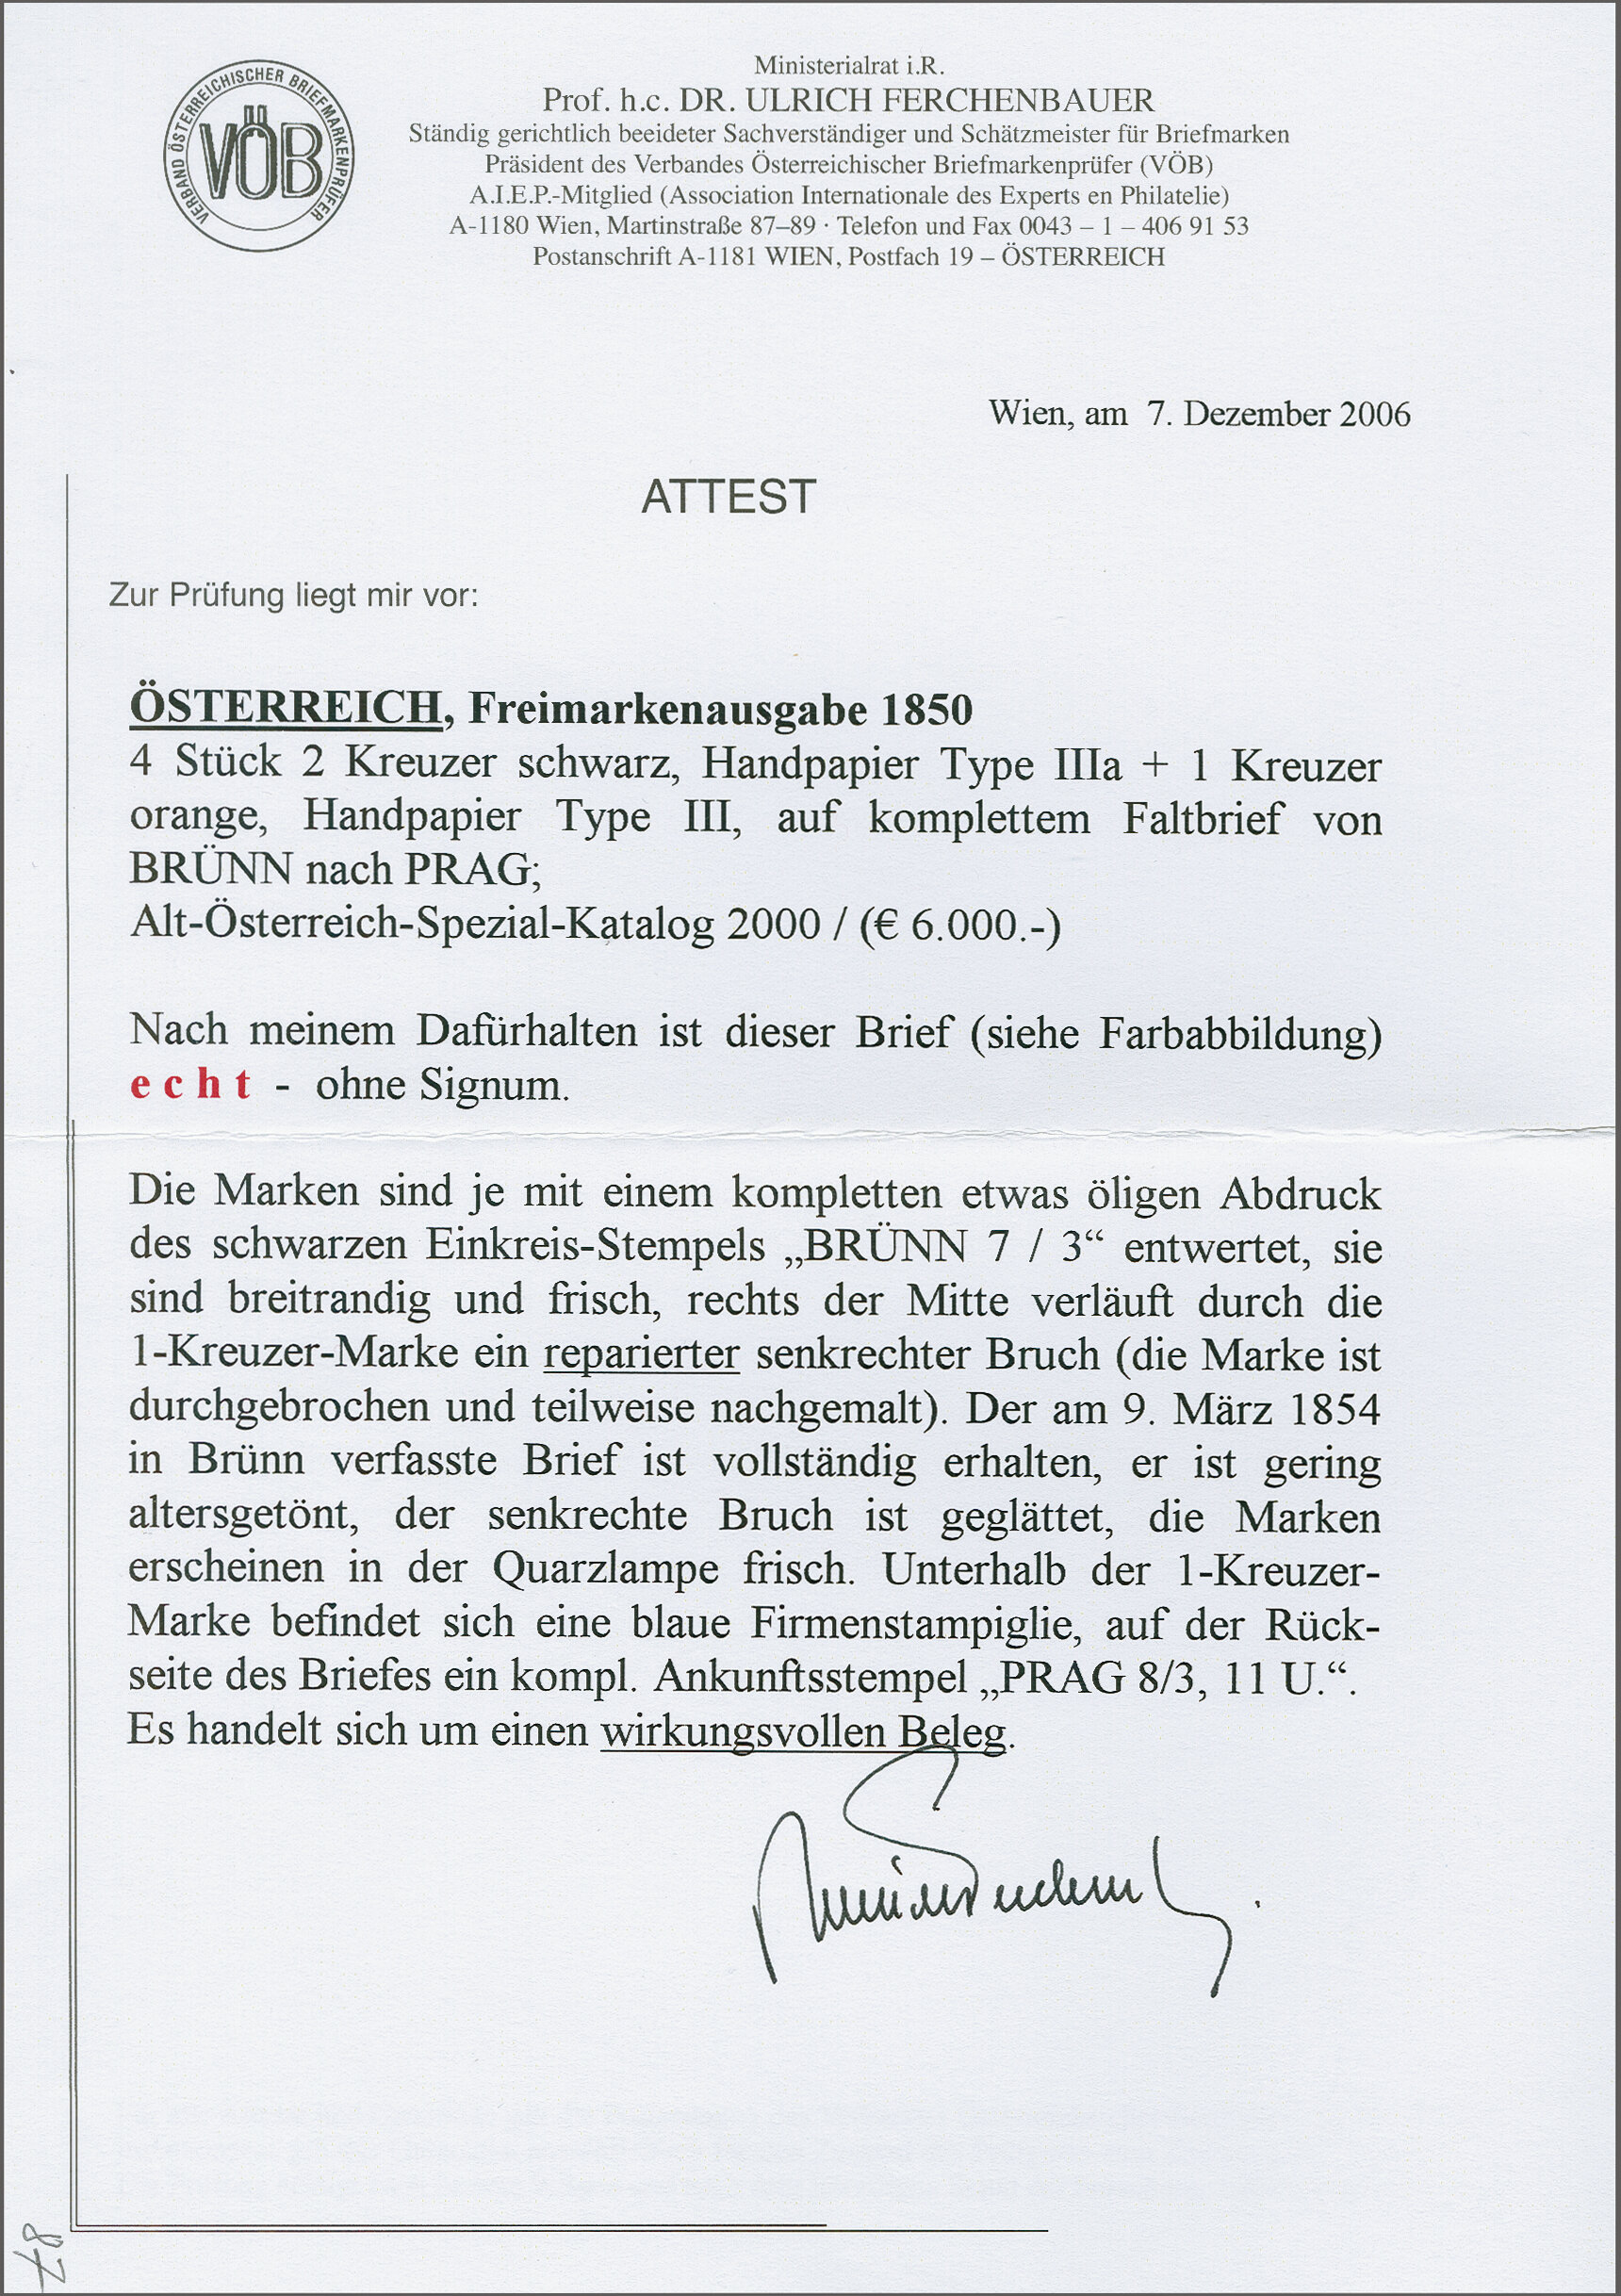 VERBAND ÖSTERREICHISCHER BRIEFMARKENPRÜFER
VÖB
Ministerialrat i.R.
Prof. h.c. DR. ULRICH FERCHENBAUER
Ständig gerichtlich beeideter Sachverständiger und Schätzmeister für Briefmarken
Präsident des Verbandes Österreichischer Briefmarkenprüfer (VÖB)
A.I.E.P.-Mitglied (Association Internationale des Experts en Philatelie)
A-1180 Wien, Martinstraße 87–89 · Telefon und Fax 0043 – 1 – 406 91 53
Postanschrift A-1181 WIEN, Postfach 19 – ÖSTERREICH
Wien, am 7. Dezember 2006
ATTEST
Zur Prüfung liegt mir vor:
ÖSTERREICH, Freimarkenausgabe 1850
4 Stück 2 Kreuzer schwarz, Handpapier Type IIIa + 1 Kreuzer
orange, Handpapier Type III, auf komplettem Faltbrief von
BRÜNN nach PRAG;
Alt-Österreich-Spezial-Katalog 2000 / (€ 6.000.-)
Nach meinem Dafürhalten ist dieser Brief (siehe Farbabbildung)
e c h t - ohne Signum.
Die Marken sind je mit einem kompletten etwas öligen Abdruck
des schwarzen Einkreis-Stempels „BRÜNN 7 / 3“ entwertet, sie
sind breitrandig und frisch, rechts der Mitte verläuft durch die
1-Kreuzer-Marke ein reparierter senkrechter Bruch (die Marke ist
durchgebrochen und teilweise nachgemalt). Der am 9. März 1854
in Brünn verfasste Brief ist vollständig erhalten, er ist gering
altersgetönt, der senkrechte Bruch ist geglättet, die Marken
erscheinen in der Quarzlampe frisch. Unterhalb der 1-Kreuzer-
Marke befindet sich eine blaue Firmenstampiglie, auf der Rück-
seite des Briefes ein kompl. Ankunftsstempel „PRAG 8/3, 11 U.“.
Es handelt sich um einen wirkungsvollen Beleg.
87